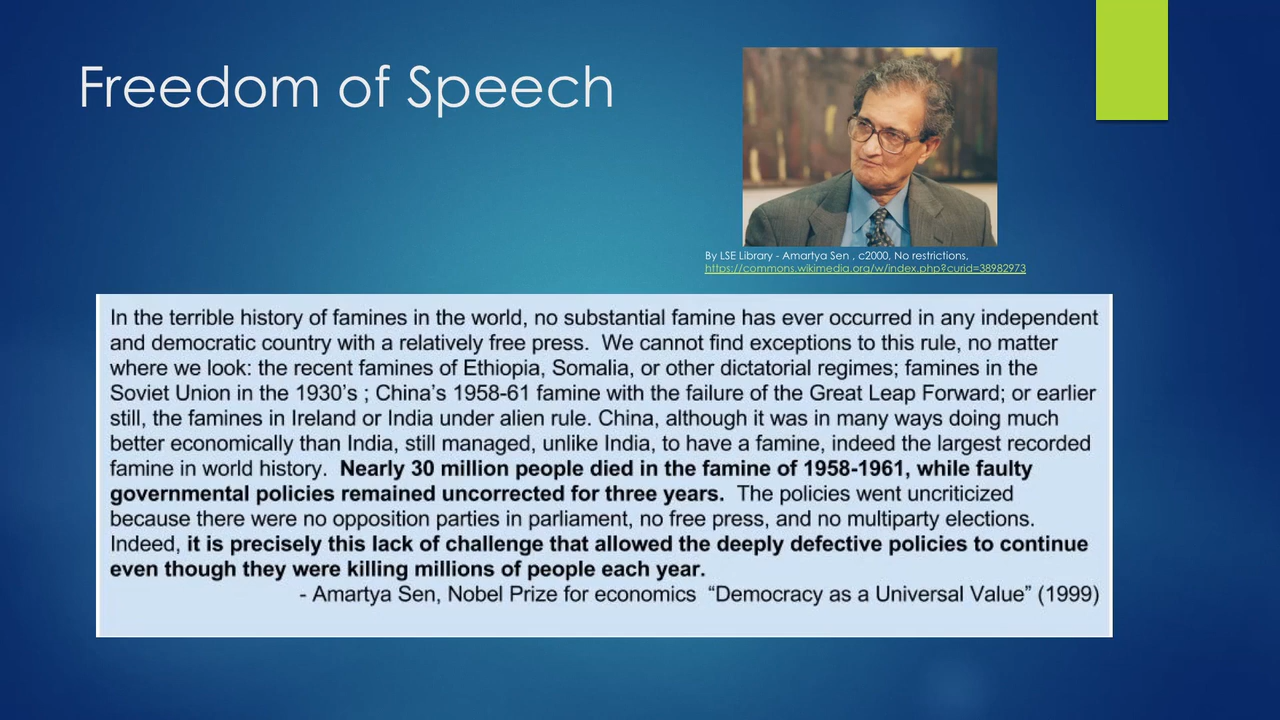 Freedom of Speech
By LSE Library - Amartya Sen , c2000, No restrictions,
https://commons.wikimedia.org/w/index.php?curid=38982973
In the terrible history of famines in the world, no substantial famine has ever occurred in any independent
and democratic country with a relatively free press.  We cannot find exceptions to this rule, no matter
where we look: the recent famines of Ethiopia, Somalia, or other dictatorial regimes; famines in the
Soviet Union in the 1930's ; China's 1958-61 famine with the failure of the Great Leap Forward; or earlier
still, the famines in Ireland or India under alien rule. China, although it was in many ways doing much
better economically than India, still managed, unlike India, to have a famine, indeed the largest recorded
famine in world history.  Nearly 30 million people died in the famine of 1958-1961, while faulty
governmental policies remained uncorrected for three years.  The policies went uncriticized
because there were no opposition parties in parliament, no free press, and no multiparty elections.
Indeed, it is precisely this lack of challenge that allowed the deeply defective policies to continue
even though they were killing millions of people each year.
- Amartya Sen, Nobel Prize for economics  “Democracy as a Universal Value” (1999)